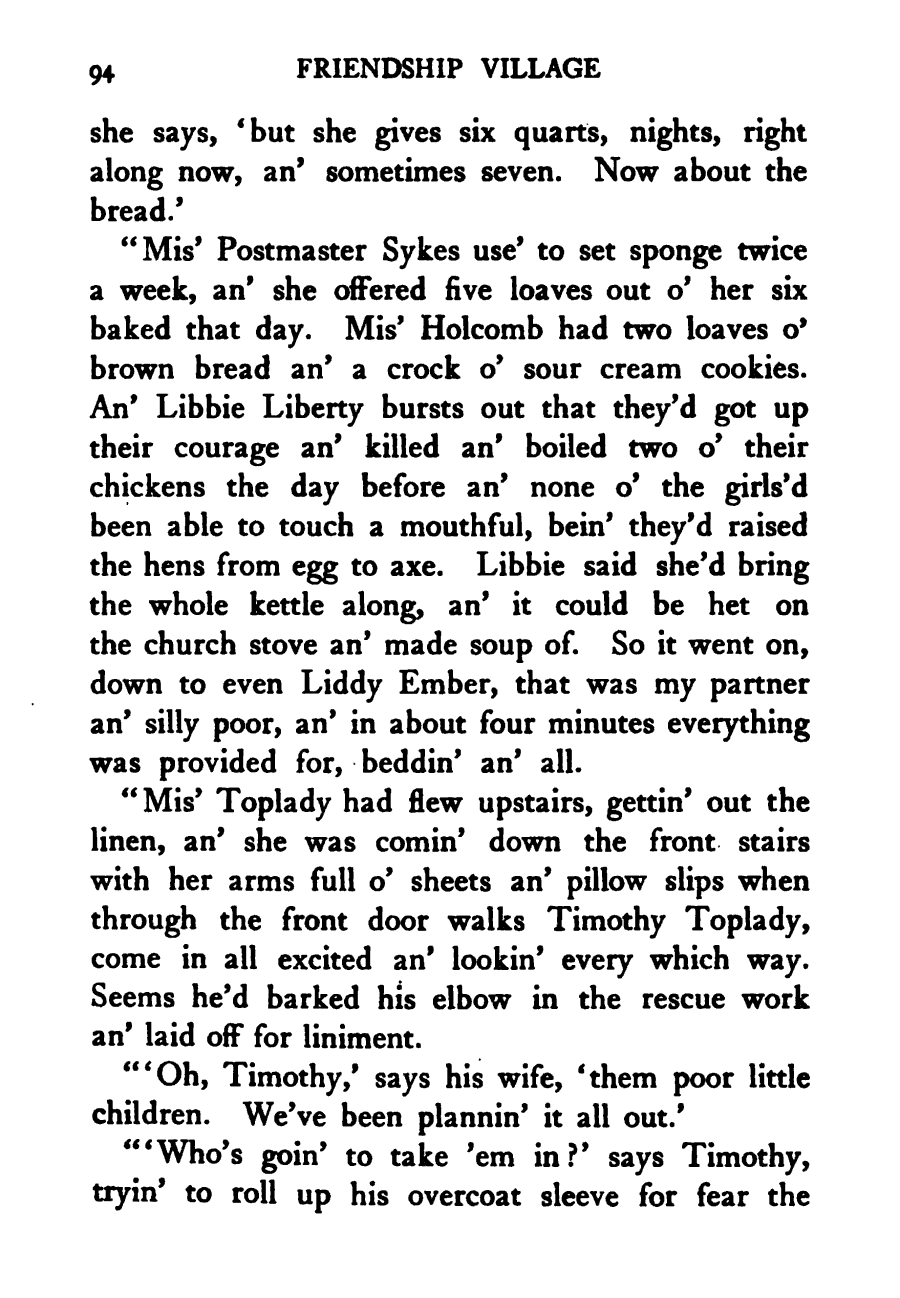 94 FRIENDSHIP VILLAGE
she says, ‘but she gives six quarts, nights, right
along now, an’ sometimes seven. Now about the
bread.’
“Mis’ Postmaster Sykes use’ to set sponge twice
a week, an’ she offered five loaves out o’ her six
baked that day. Mis’ Holcomb had two loaves o’
brown bread an’ a crock o’ sour cream cookies.
An’ Libbie Liberty bursts out that they’d got up
their courage an’ killed an’ boiled two o’ their
chickens the day before an’ none o’ the girls’d
been able to touch a mouthful, bein’ they’d raised
the hens from egg to axe. Libbie said she’d bring
the whole kettle along, an’ it could be het on
the church stove an’ made soup of. So it went on,
down to even Liddy Ember, that was my partner
an’ silly poor, an’ in about four minutes everything
was provided for, beddin’ an’ all.
“Mis’ Toplady had flew upstairs, gettin’ out the
linen, an’ she was comin’ down the front stairs
with her arms full o’ sheets an’ pillow slips when
through the front door walks Timothy Toplady,
come in all excited an’ lookin’ every which way.
Seems he’d barked his elbow in the rescue work
an’ laid off for liniment.
“‘Oh, Timothy,’ says his wife, ‘them poor little
children. We’ve been plannin’ it all out.’
“‘Who’s goin’ to take ’em in?’ says Timothy,
tryin’ to roll up his overcoat sleeve for fear the